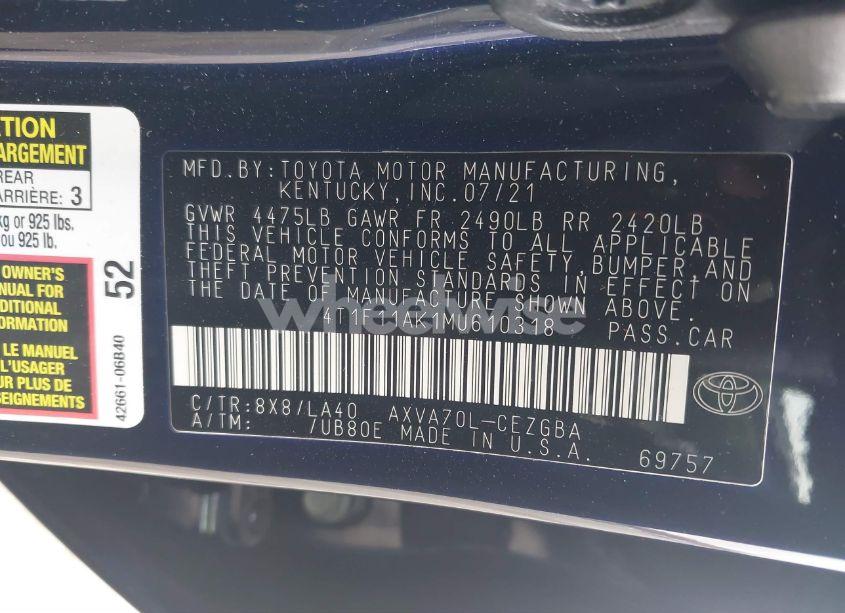 ETION
ARGEMENT
REAR
ARRIÈRE: 3
kg or 925 lbs.
ou 925 lb.
OWNER'S
NUAL FOR
DITIONAL
ORMATION
LE MANUEL
L'USAGER
UR PLUS DE
SEIGNEMENTS
52
42661-06B40
MFD.BY:TOYOTA MOTOR MANUFACTURING,
KENTUCKY,INC.07/21
GVWR 4475LB GAWR FR 2490LB RR 2420LB
THIS VEHICLE CONFORMS TO ALL APPLICABLE
FEDERAL MOTOR VEHICLE SAFETY,BUMPER,AND
THEFT PREVENTION STANDARDS IN EFFECT ON
THE DATE OF MANUFACTURE SHOWN ABOVE.
PASS.CAR
C/TR:8X8/LA40 AXVA70L-CEZGBA
A/TM: /UB80E MADE IN U.S.A.
69757
wheelwise